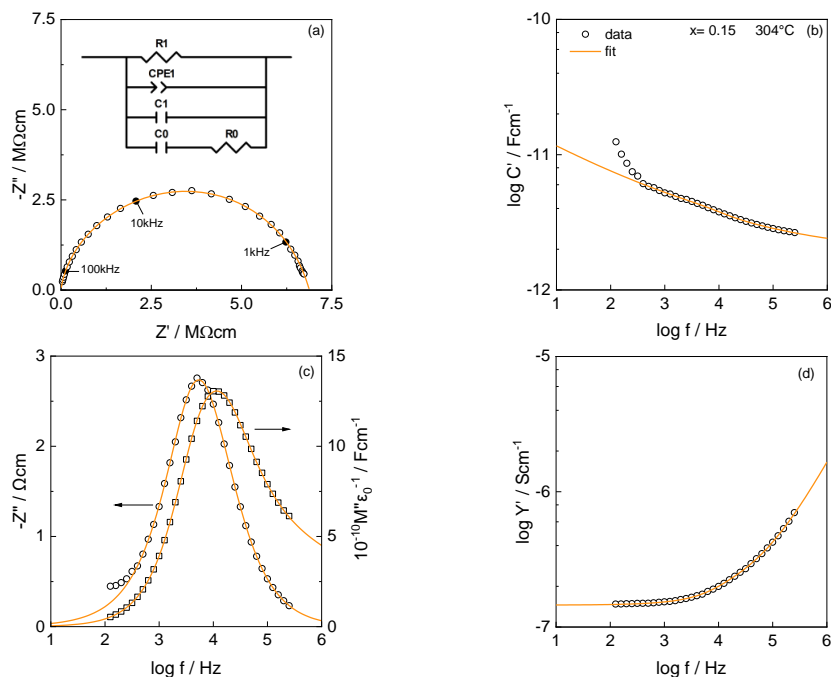 (a)
R1
CPE1
C1
C0
R0
7.5
5.0
2.5
0.0
-Z'' / MΩcm
10kHz
1kHz
100kHz
0.0
2.5
5.0
7.5
Z' / MΩcm
(b)
data
fit
x= 0.15
304°C
-10
-11
-12
log C' / Fcm-1
1
2
3
4
5
6
log f / Hz
(c)
3
2
1
0
-Z'' / Ωcm
15
10
5
0
10-10M''ε0-1 / Fcm-1
1
2
3
4
5
6
log f / Hz
(d)
-5
-6
-7
log Y' / Scm-1
1
2
3
4
5
6
log f / Hz